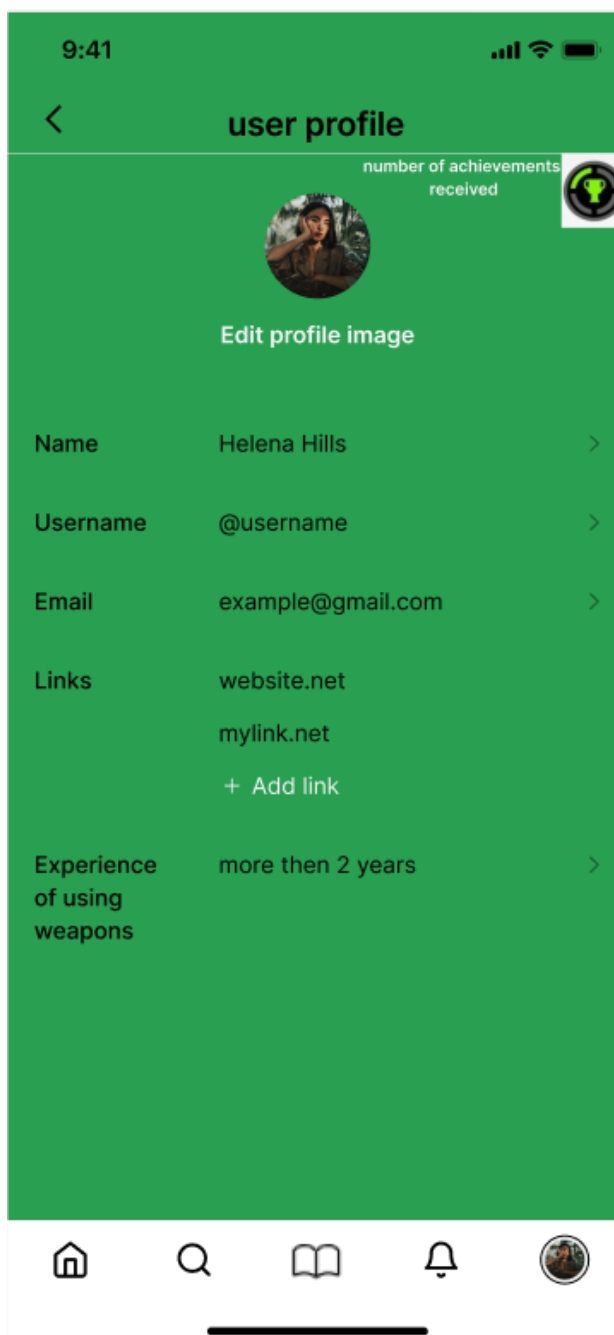 9:41
user profile
number of achievements
received
Edit profile image
Name Helena Hills
Username @username
Email example@gmail.com
Links website.net
mylink.net
+ Add link
Experience more then 2 years
of using
weapons